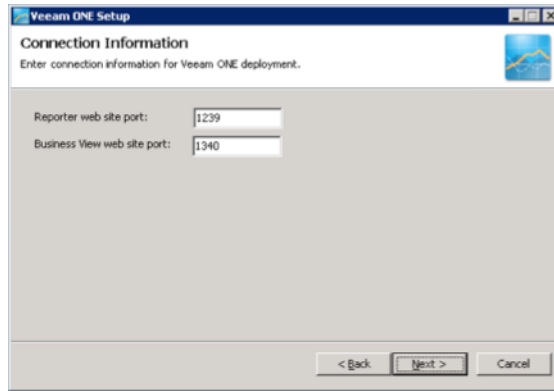 Veeam ONE Setup
Connection Information
Enter connection information for Veeam ONE deployment.
Reporter web site port: 1239
Business View web site port: 1340
< Back Next > Cancel